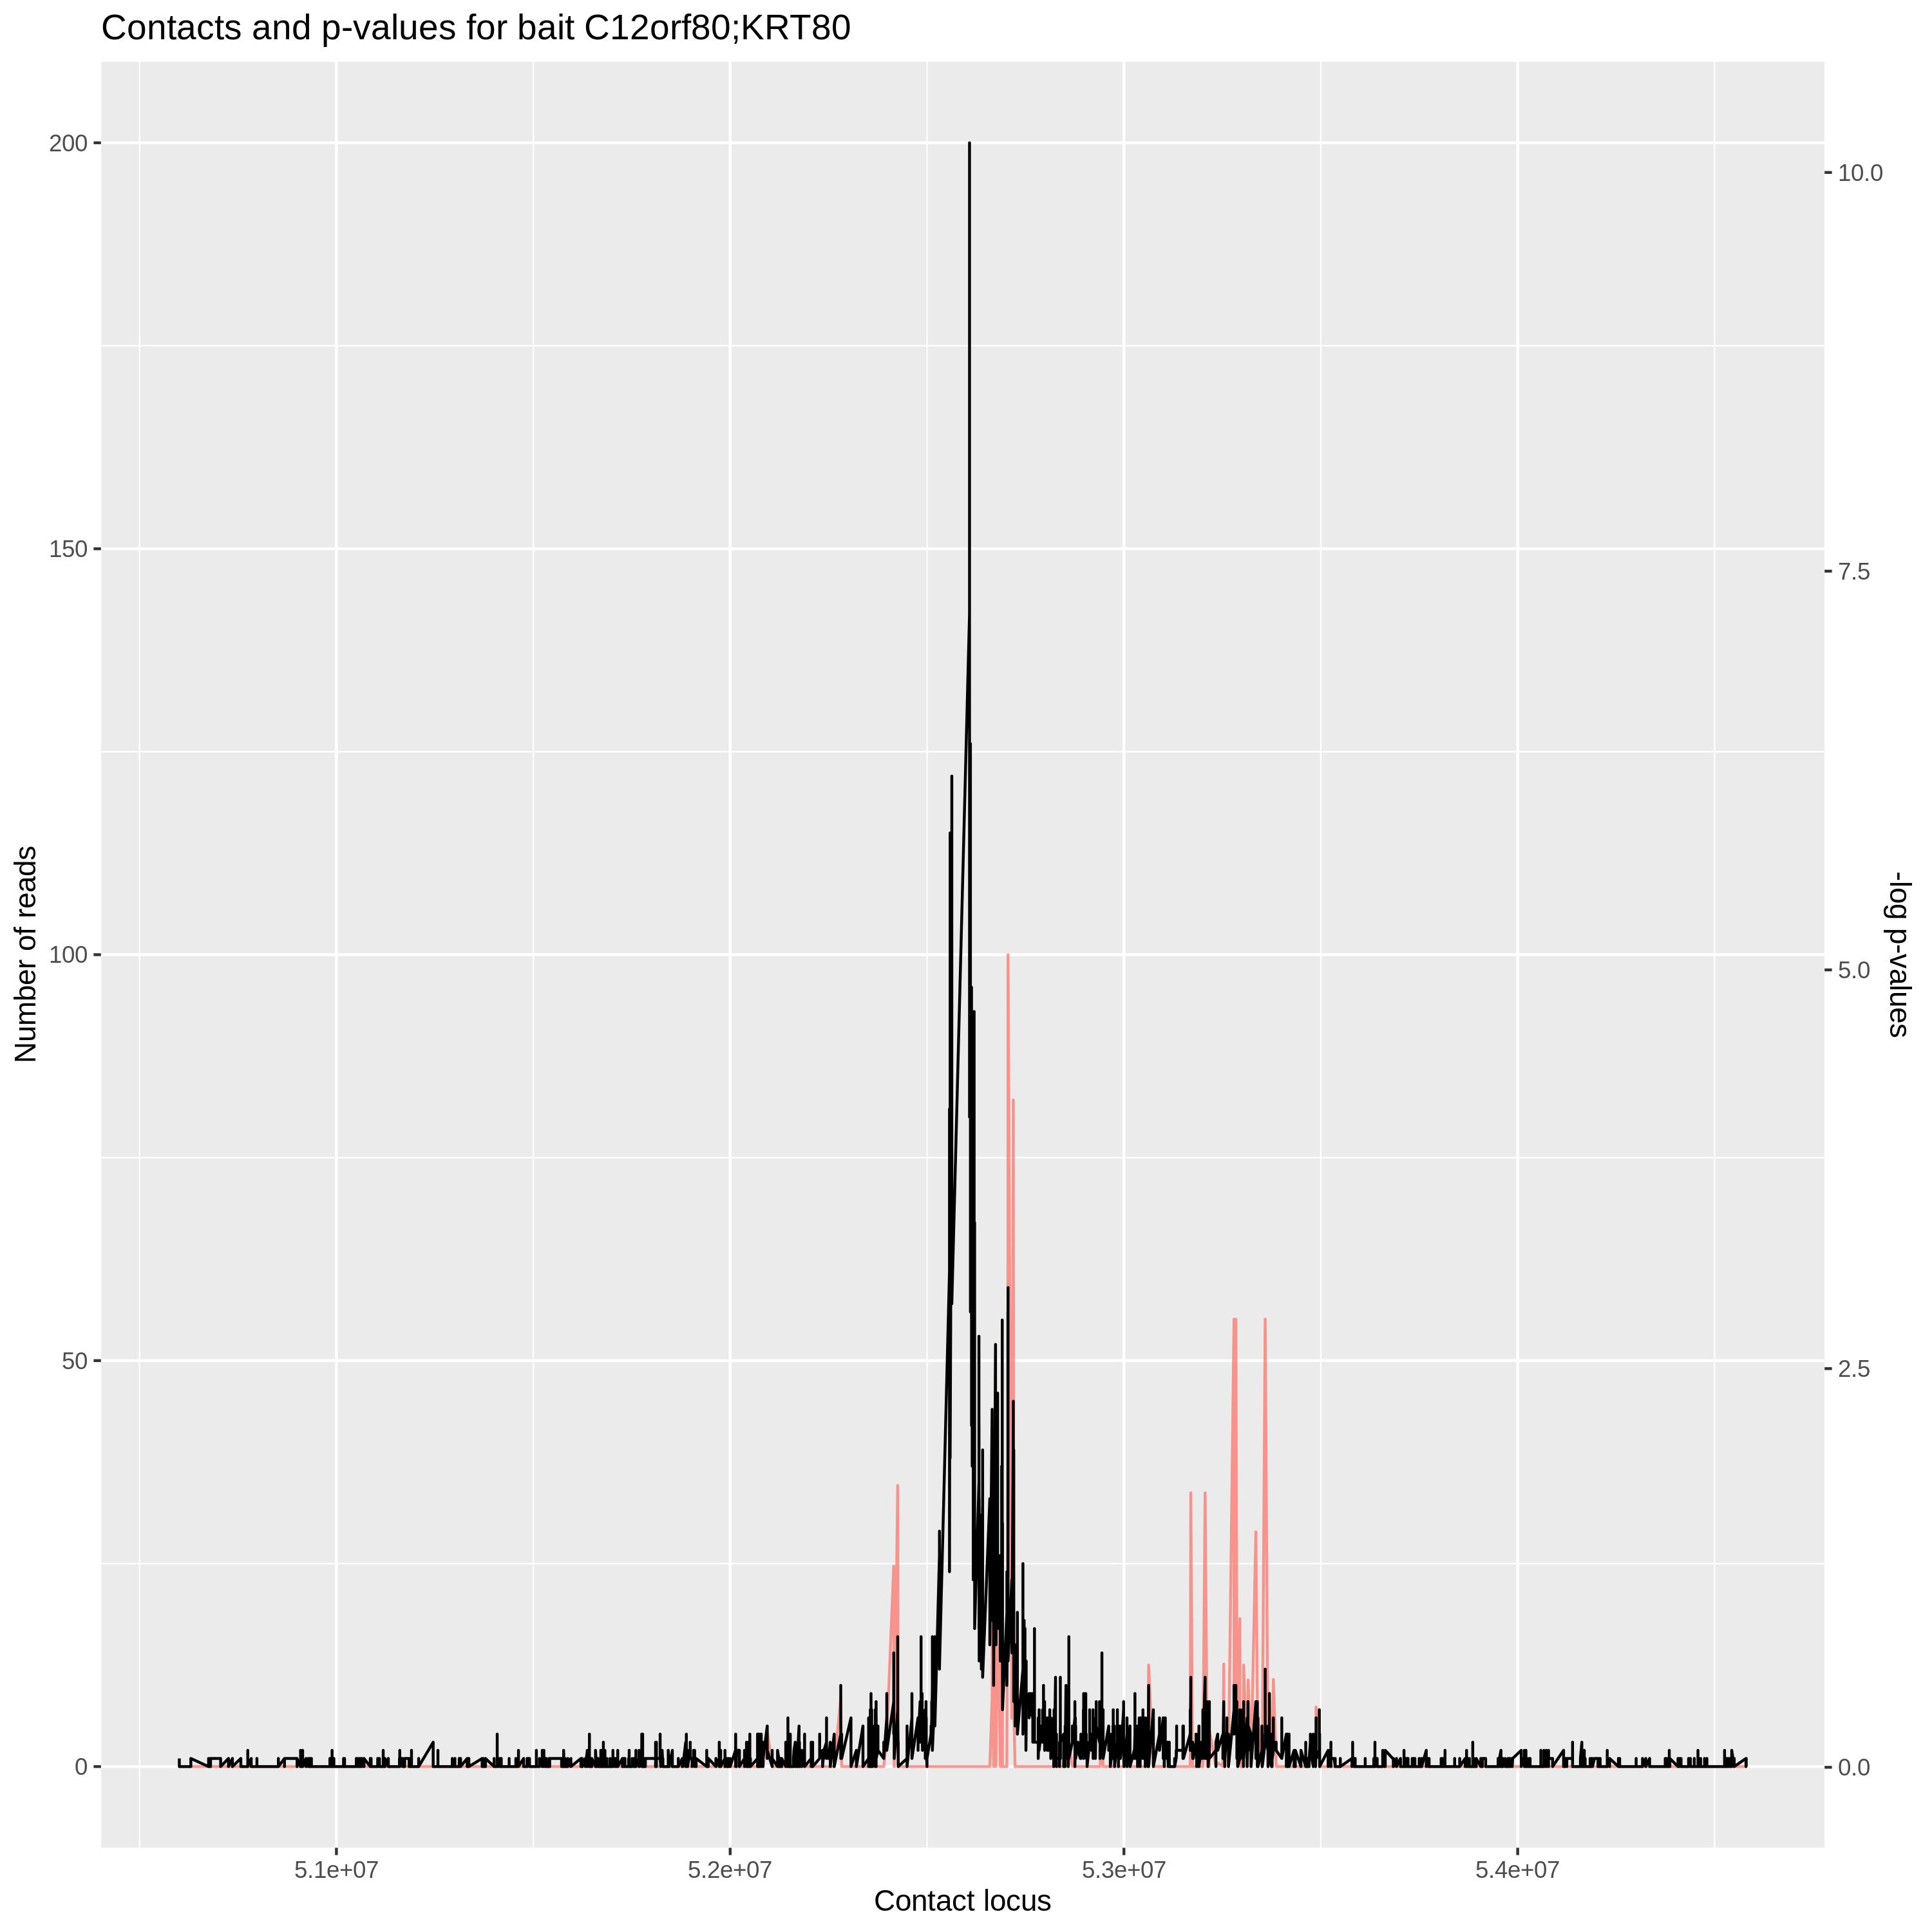 Contacts and p-values for bait C12orf80;KRT80
200
150
100
50
0
Number of reads
10.0
7.5
5.0
2.5
0.0
-log p-values
5.1e+07 5.2e+07 5.3e+07 5.4e+07
Contact locus